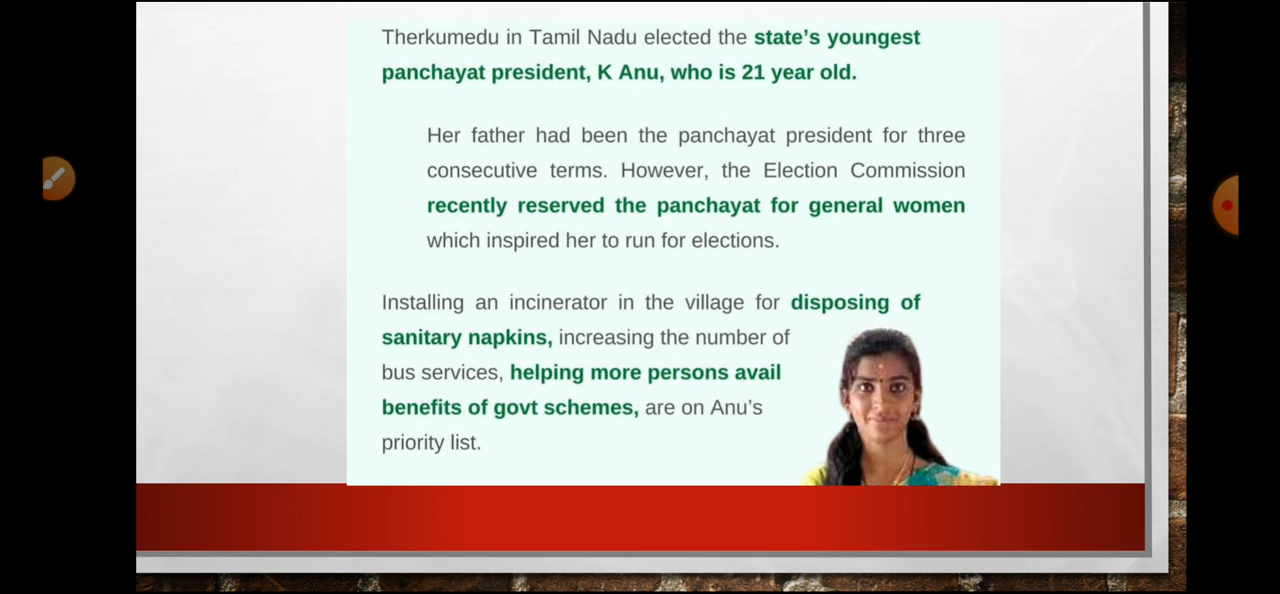 Therkumedu in Tamil Nadu elected the state’s youngest
panchayat president, K Anu, who is 21 year old.
Her father had been the panchayat president for three
consecutive terms. However, the Election Commission
recently reserved the panchayat for general women
which inspired her to run for elections.
Installing an incinerator in the village for disposing of
sanitary napkins, increasing the number of
bus services, helping more persons avail
benefits of govt schemes, are on Anu’s
priority list.